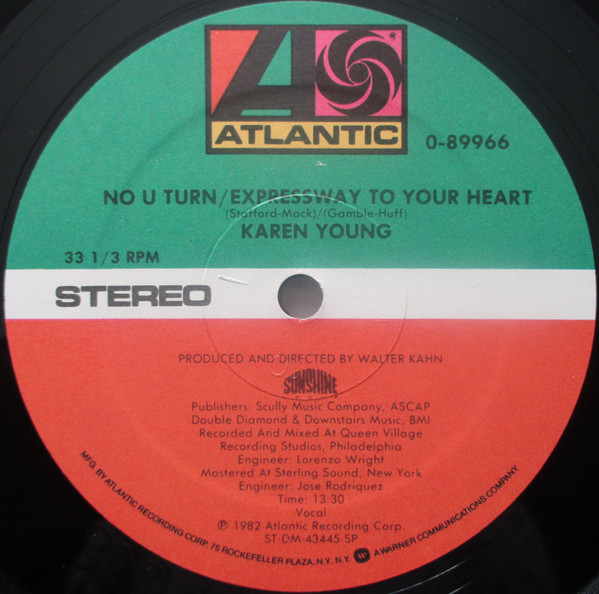 ATLANTIC
®
0-89966
NO U TURN/EXPRESSWAY TO YOUR HEART
(Stafford-Mack)/(Gamble-Huff)
KAREN YOUNG
33 1/3 RPM
STEREO
PRODUCED AND DIRECTED BY WALTER KAHN
SUNSHINE
Publishers: Scully Music Company, ASCAP
Double Diamond & Downstairs Music, BMI
Recorded And Mixed At Queen Village
Recording Studios, Philadelphia
Engineer: Lorenzo Wright
Mastered At Sterling Sound, New York
Engineer: Jose Rodriquez
Time: 13:30
Vocal
℗ 1982 Atlantic Recording Corp.
ST-DM-43445-SP
MFG. BY ATLANTIC RECORDING CORP. 75 ROCKEFELLER PLAZA, N.Y. N.Y. W A WARNER COMMUNICATIONS COMPANY